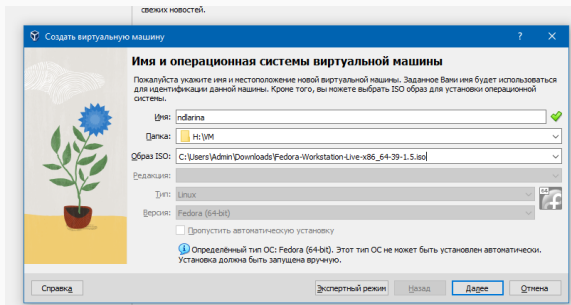 свежих новостей.
Создать виртуальную машину
? ×
Имя и операционная системы виртуальной машины
Пожалуйста укажите имя и местоположение новой виртуальной машины. Заданное Вами имя будет использоваться
для идентификации данной машины. Кроме того, вы можете выбрать ISO образ для установки операционной
системы.
Имя: ndlarina
Папка: H:\VM
Образ ISO: C:\Users\Admin\Downloads\Fedora-Workstation-Live-x86_64-39-1.5.iso
Редакция:
Тип: Linux
64
Версия: Fedora (64-bit)
Пропустить автоматическую установку
Определённый тип ОС: Fedora (64-bit). Этот тип ОС не может быть установлен автоматически.
Установка должна быть запущена вручную.
Справка Экспертный режим Назад Далее Отмена